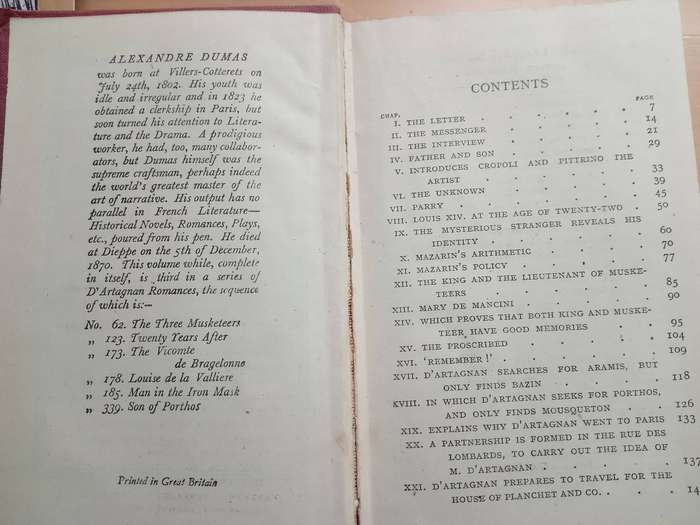 ALEXANDRE DUMAS
was born at Villers-Cotterets on
July 24th, 1802. His youth was
idle and irregular and in 1823 he
obtained a clerkship in Paris, but
soon turned his attention to Litera-
ture and the Drama. A prodigious
worker, he had, too, many collabor-
ators, but Dumas himself was the
supreme craftsman, perhaps indeed
the world's greatest master of the
art of narrative. His output has no
parallel in French Literature—
Historical Novels, Romances, Plays,
etc., poured from his pen. He died
at Dieppe on the 5th of December,
1870. This volume while, complete
in itself, is third in a series of
D'Artagnan Romances, the sequence
of which is:—
No. 62. The Three Musketeers
„ 123. Twenty Years After
„ 173. The Vicomte
de Bragelonne
„ 178. Louise de la Valliere
„ 185. Man in the Iron Mask
„ 339. Son of Porthos
Printed in Great Britain
CONTENTS
CHAP. PAGE
I. THE LETTER . . . . . 7
II. THE MESSENGER . . . . . 14
III. THE INTERVIEW . . . . . 21
IV. FATHER AND SON . . . . . 29
V. INTRODUCES CROPOLI AND PITTRINO THE
ARTIST . . . . . 33
VI. THE UNKNOWN . . . . . 39
VII. PARRY . . . . . 45
VIII. LOUIS XIV. AT THE AGE OF TWENTY-TWO . 50
IX. THE MYSTERIOUS STRANGER REVEALS HIS
IDENTITY . . . . . 60
X. MAZARIN'S ARITHMETIC . . . . 70
XI. MAZARIN'S POLICY . . . . 77
XII. THE KING AND THE LIEUTENANT OF MUSKE-
TEERS . . . . . 85
XIII. MARY DE MANCINI . . . . 90
XIV. WHICH PROVES THAT BOTH KING AND MUSKE-
TEER HAVE GOOD MEMORIES . . . 95
XV. THE PROSCRIBED . . . . 104
XVI. 'REMEMBER!' . . . . . 109
XVII. D'ARTAGNAN SEARCHES FOR ARAMIS, BUT
ONLY FINDS BAZIN . . . . 118
XVIII. IN WHICH D'ARTAGNAN SEEKS FOR PORTHOS,
AND ONLY FINDS MOUSQUETON . . . 126
XIX. EXPLAINS WHY D'ARTAGNAN WENT TO PARIS 133
XX. A PARTNERSHIP IS FORMED IN THE RUE DES
LOMBARDS, TO CARRY OUT THE IDEA OF
M. D'ARTAGNAN . . . . . 137
XXI. D'ARTAGNAN PREPARES TO TRAVEL FOR THE
HOUSE OF PLANCHET AND CO. . . . 14